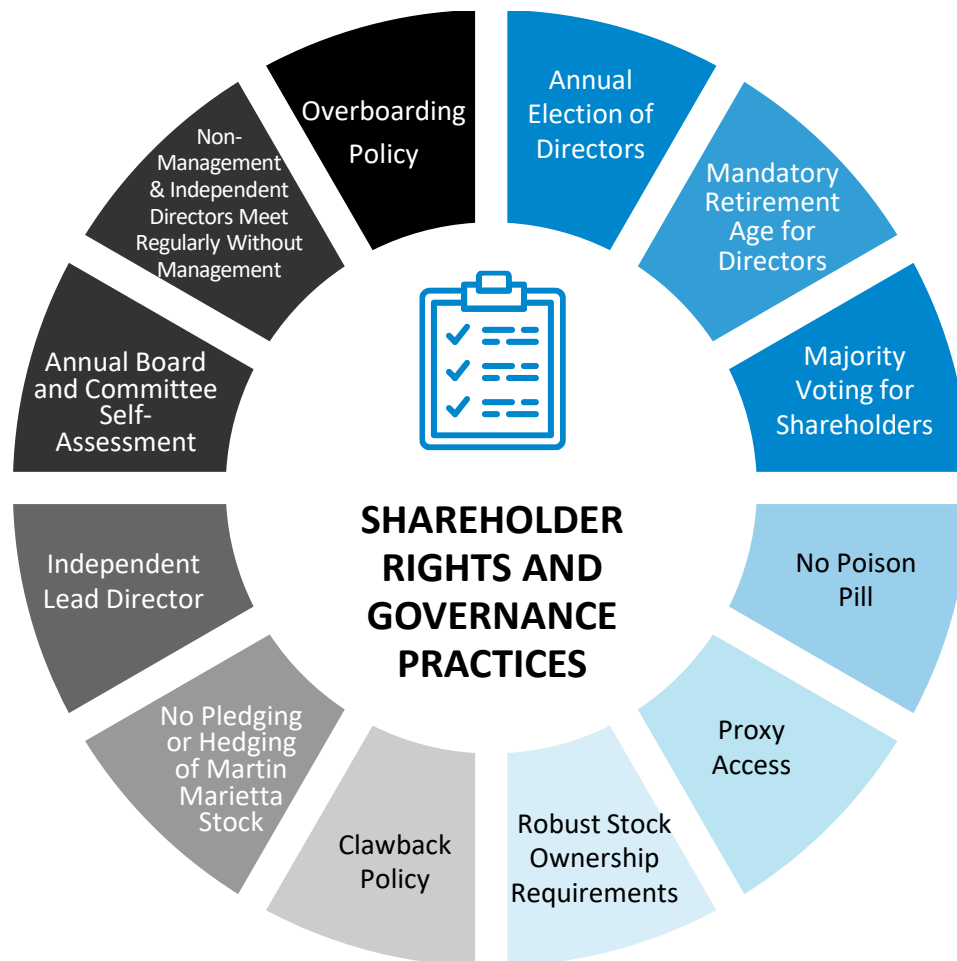 Annual
Election of
Directors
Mandatory
Retirement
Age for
Directors
Majority
Voting for
Shareholders
No Poison
Pill
Proxy
Access
Robust Stock
Ownership
Requirements
Clawback
Policy
No Pledging
or Hedging
of Martin
Marietta
Stock
Independent
Lead Director
Annual Board
and Committee
Self-
Assessment
Non-
Management
& Independent
Directors Meet
Regularly Without
Management
Overboarding
Policy
SHAREHOLDER
RIGHTS AND
GOVERNANCE
PRACTICES